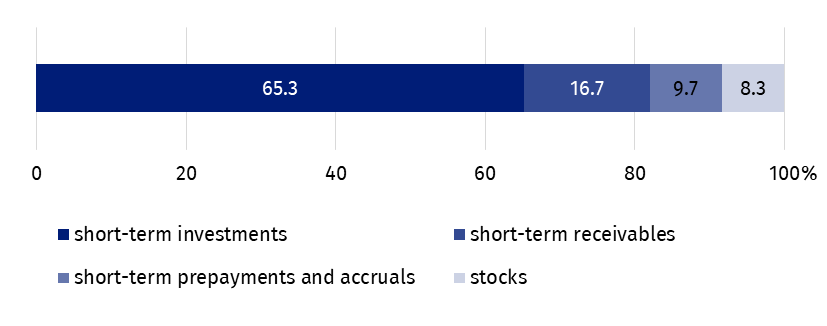 65.3 16.7 9.7 8.3
0 20 40 60 80 100%
short-term investments short-term receivables
short-term prepayments and accruals stocks